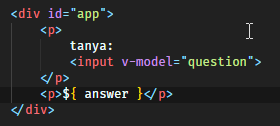 <div id="app">
<p>
tanya:
<input v-model="question">
</p>
<p>${ answer }</p>
</div>